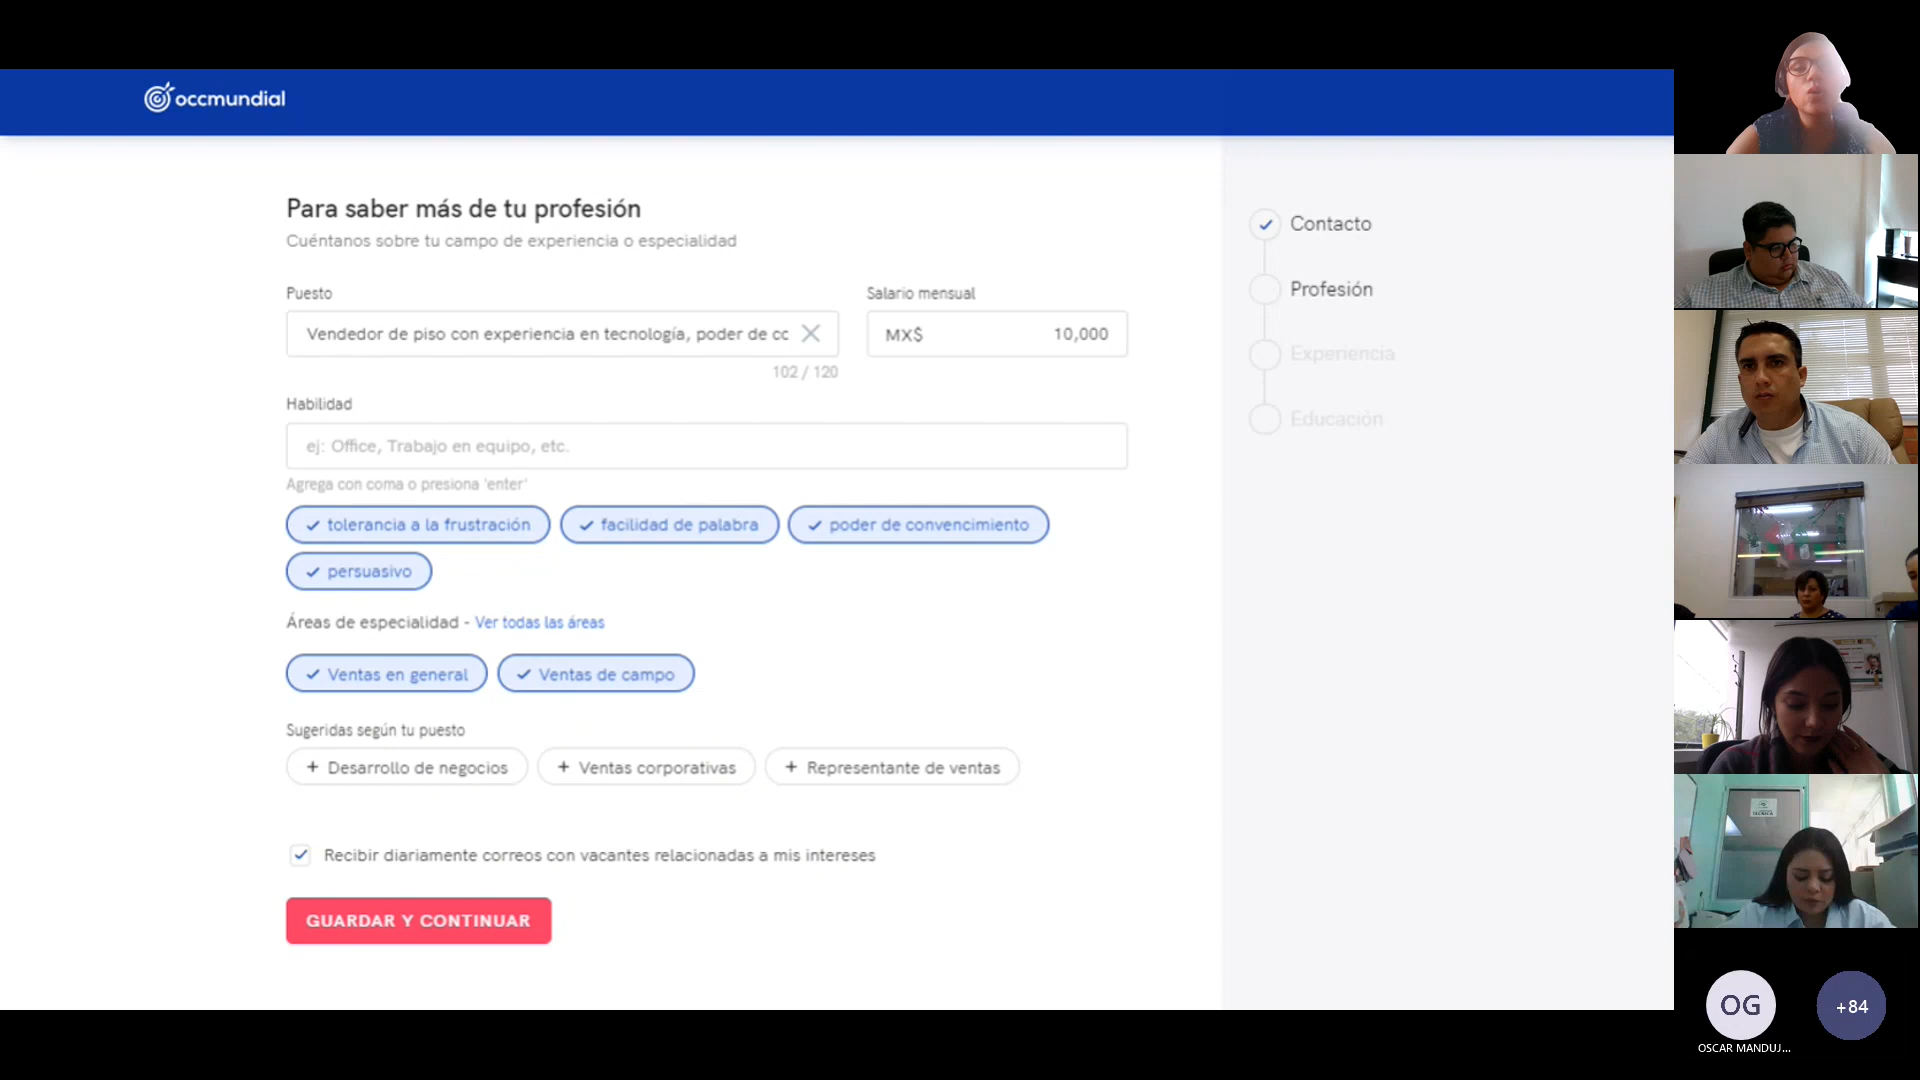 occmundial
Para saber más de tu profesión
Cuéntanos sobre tu campo de experiencia o especialidad
Puesto
Salario mensual
Vendedor de piso con experiencia en tecnología, poder de cc
MX$ 10,000
102 / 120
Habilidad
ej: Office, Trabajo en equipo, etc.
Agrega con coma o presiona 'enter'
tolerancia a la frustración
facilidad de palabra
poder de convencimiento
persuasivo
Áreas de especialidad - Ver todas las áreas
Ventas en general
Ventas de campo
Sugeridas según tu puesto
+ Desarrollo de negocios
+ Ventas corporativas
+ Representante de ventas
Recibir diariamente correos con vacantes relacionadas a mis intereses
GUARDAR Y CONTINUAR
Contacto
Profesión
Experiencia
Educación
OG
OSCAR MANDUJ...
+84